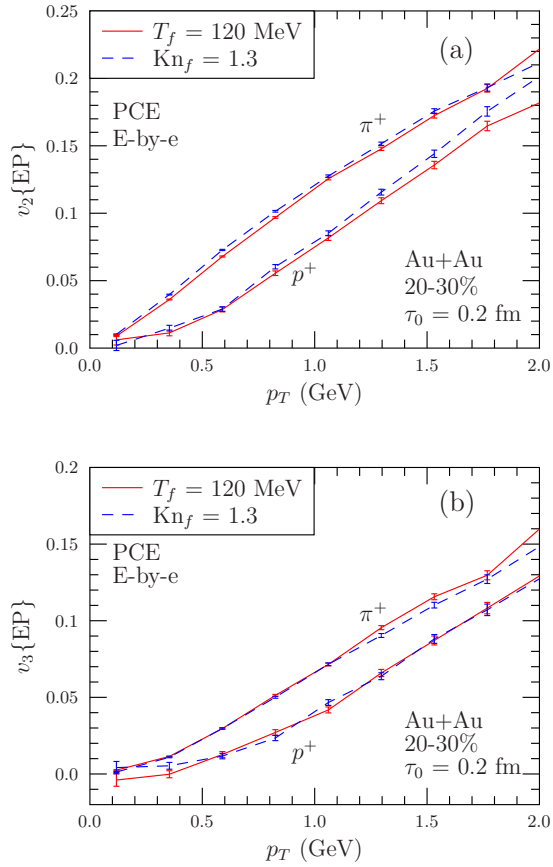 T_f = 120 MeV
Kn_f = 1.3
(a)
PCE
E-by-e
π⁺
p⁺
Au+Au
20-30%
τ₀ = 0.2 fm
v₂{EP}
0.25
0.2
0.15
0.1
0.05
0.0
0.0 0.5 1.0 1.5 2.0
p_T (GeV)
T_f = 120 MeV
Kn_f = 1.3
(b)
PCE
E-by-e
π⁺
p⁺
Au+Au
20-30%
τ₀ = 0.2 fm
v₃{EP}
0.2
0.15
0.1
0.05
0.0
0.0 0.5 1.0 1.5 2.0
p_T (GeV)